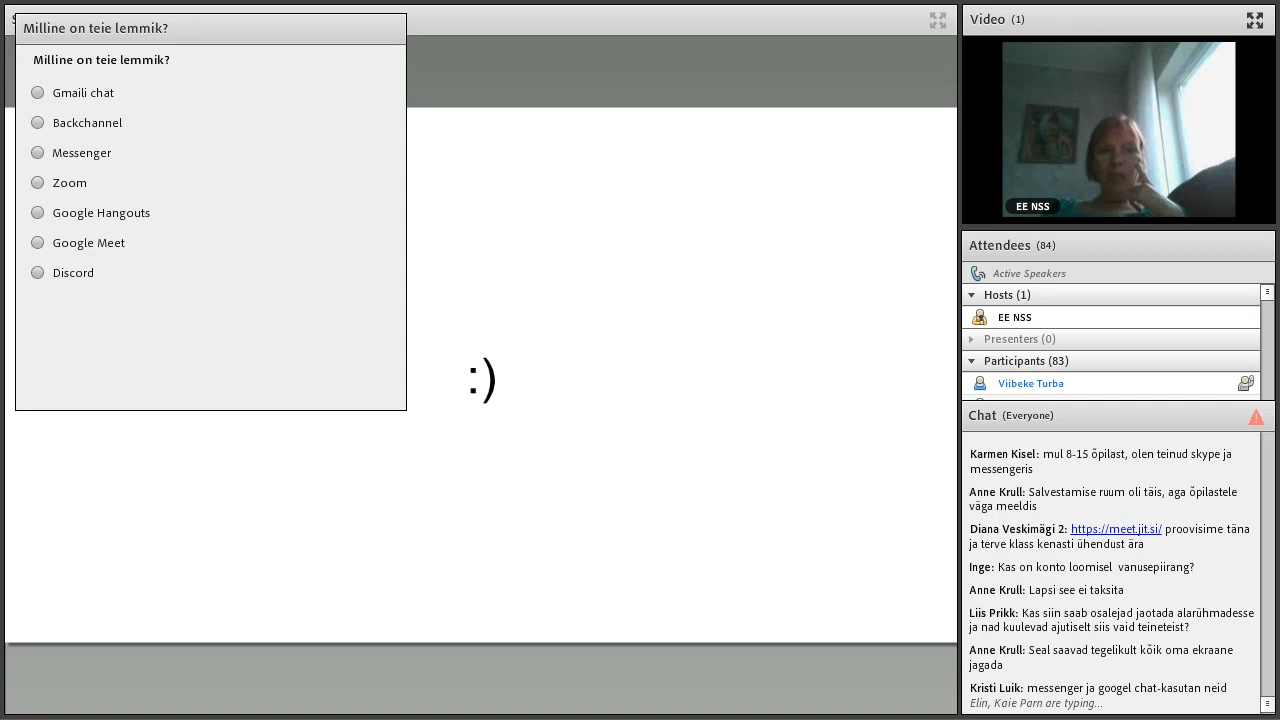 S
Milline on teie lemmik?
Milline on teie lemmik?
Gmaili chat
Backchannel
Messenger
Zoom
Google Hangouts
Google Meet
Discord
:)
Video (1)
EE NSS
Attendees (84)
Active Speakers
Hosts (1)
EE NSS
Presenters (0)
Participants (83)
Viibeke Turba
Chat (Everyone)
Karmen Kisel: mul 8-15 õpilast, olen teinud skype ja
messengeris
Anne Krull: Salvestamise ruum oli täis, aga õpilastele
väga meeldis
Diana Veskimägi 2: https://meet.jit.si/ proovisime täna
ja terve klass kenasti ühendust ära
Inge: Kas on konto loomisel vanusepiirang?
Anne Krull: Lapsi see ei taksita
Liis Prikk: Kas siin saab osalejad jaotada alarühmadesse
ja nad kuulevad ajutiselt siis vaid teineteist?
Anne Krull: Seal saavad tegelikult kõik oma ekraane
jagada
Kristi Luik: messenger ja googel chat-kasutan neid
Elin, Kaie Parn are typing...